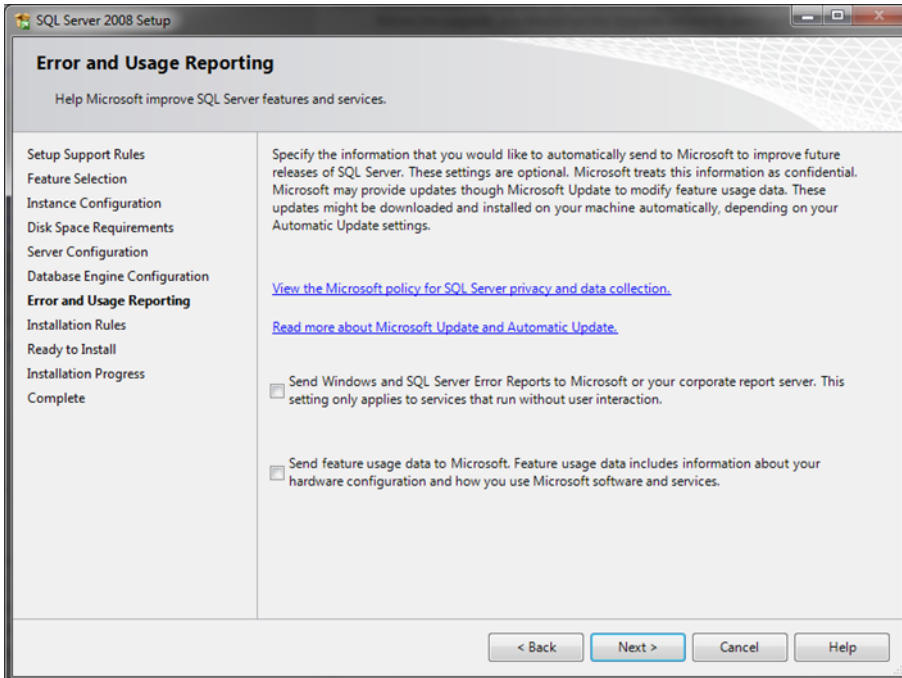 SQL Server 2008 Setup
Error and Usage Reporting
Help Microsoft improve SQL Server features and services.
Setup Support Rules
Feature Selection
Instance Configuration
Disk Space Requirements
Server Configuration
Database Engine Configuration
Error and Usage Reporting
Installation Rules
Ready to Install
Installation Progress
Complete
Specify the information that you would like to automatically send to Microsoft to improve future
releases of SQL Server. These settings are optional. Microsoft treats this information as confidential.
Microsoft may provide updates though Microsoft Update to modify feature usage data. These
updates might be downloaded and installed on your machine automatically, depending on your
Automatic Update settings.
View the Microsoft policy for SQL Server privacy and data collection.
Read more about Microsoft Update and Automatic Update.
Send Windows and SQL Server Error Reports to Microsoft or your corporate report server. This
setting only applies to services that run without user interaction.
Send feature usage data to Microsoft. Feature usage data includes information about your
hardware configuration and how you use Microsoft software and services.
< Back
Next >
Cancel
Help